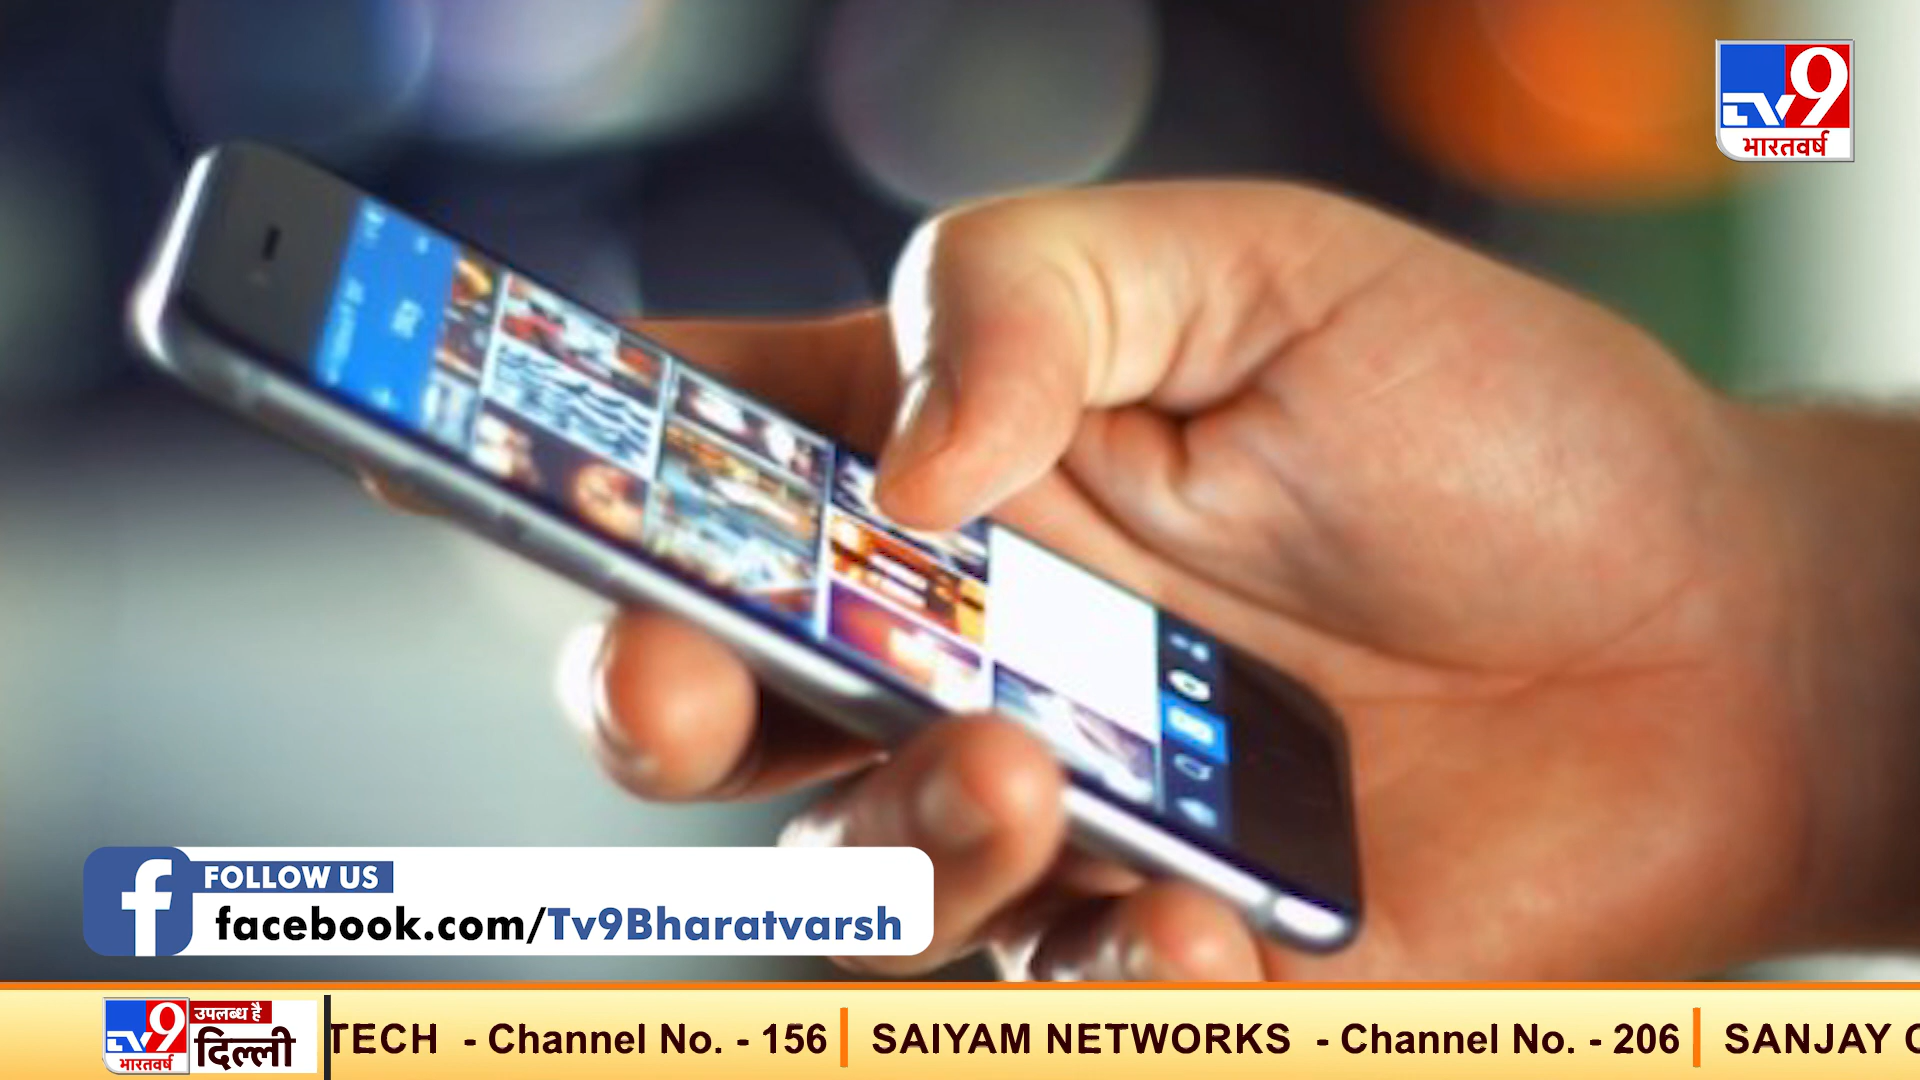 TV9
भारतवर्ष
FOLLOW US
facebook.com/Tv9Bharatvarsh
TV9
भारतवर्ष
उपलब्ध है
दिल्ली
TECH - Channel No. - 156 | SAIYAM NETWORKS - Channel No. - 206 | SANJAY